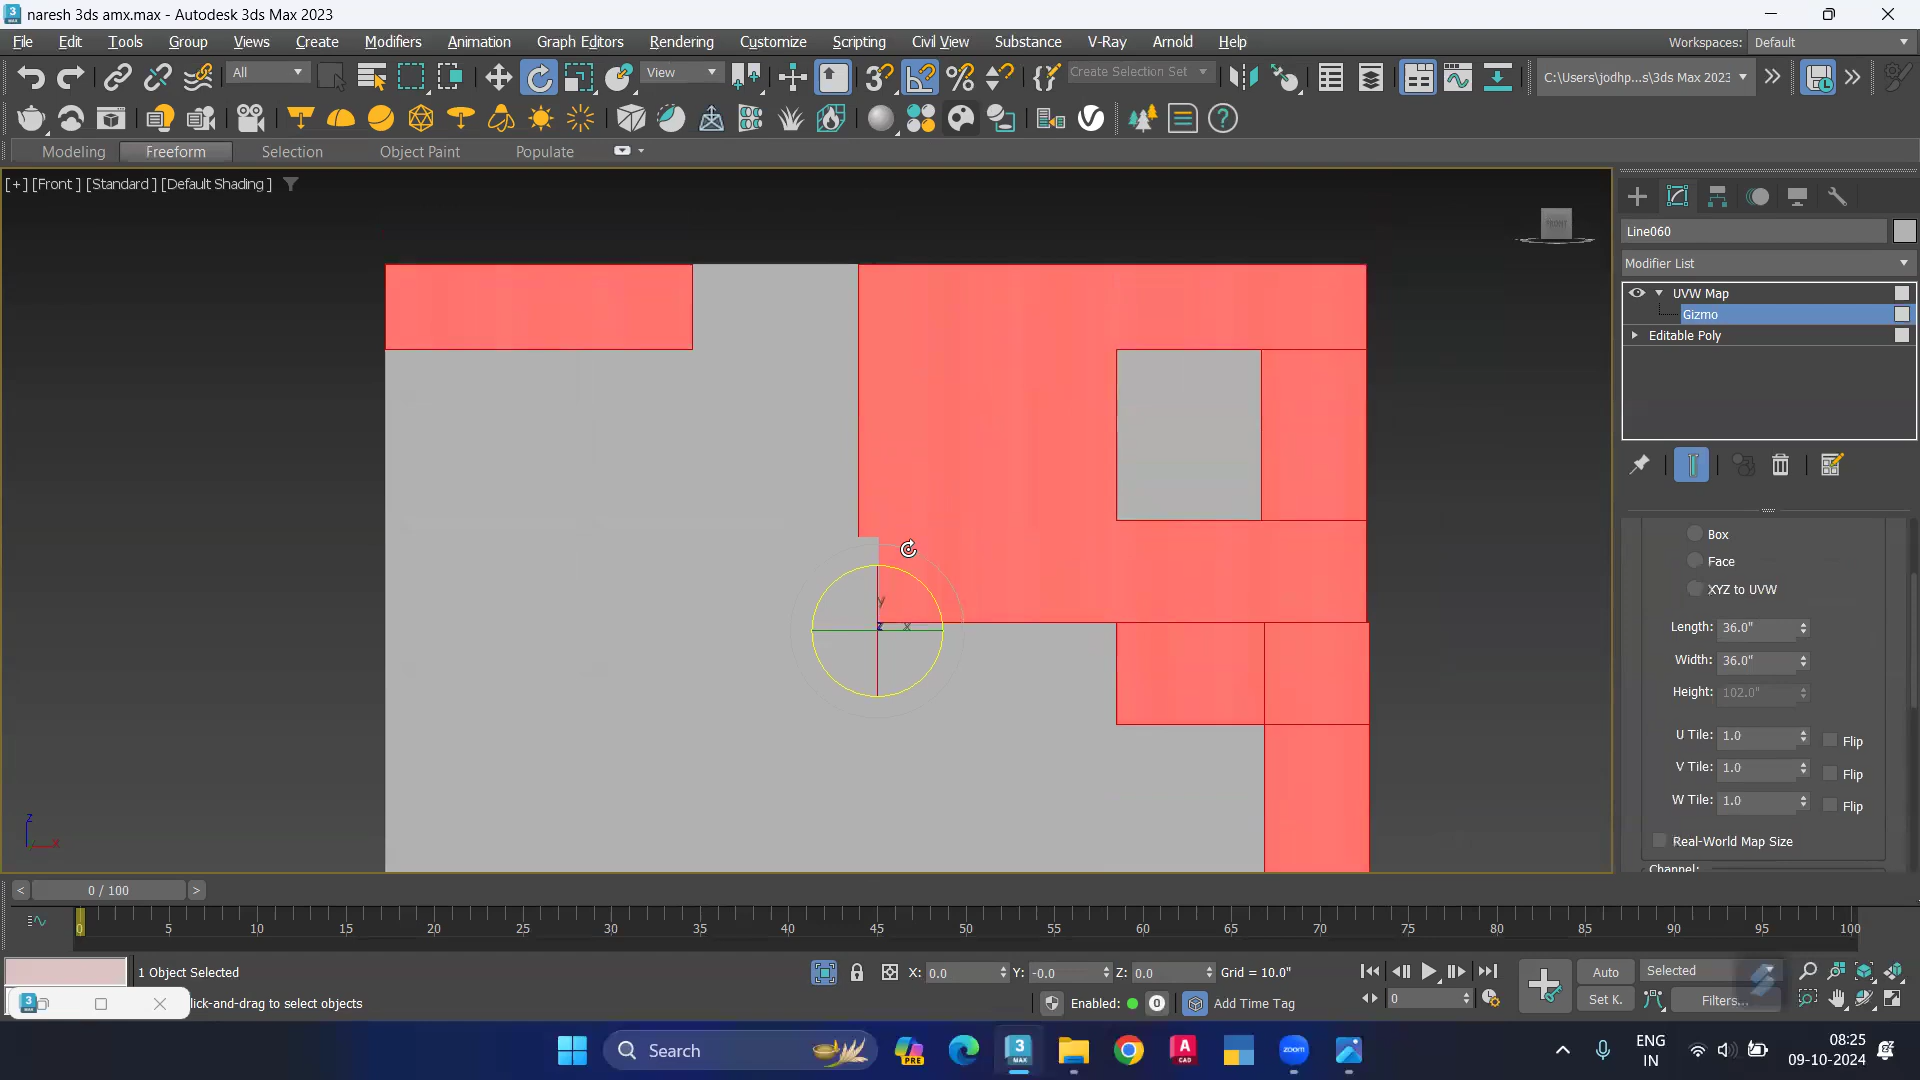 naresh 3ds amx.max - Autodesk 3ds Max 2023
File Edit Tools Group Views Create Modifiers Animation Graph Editors Rendering Customize Scripting Civil View Substance V-Ray Arnold Help
Workspaces: Default
All
View
Create Selection Set
C:\Users\jodhp...s\3ds Max 2023
Modeling Freeform Selection Object Paint Populate
[+] [Front ] [Standard ] [Default Shading ]
FRONT
y
z x
z
x
Line060
Modifier List
UVW Map
Gizmo
Editable Poly
Box
Face
XYZ to UVW
Length: 36.0"
Width: 36.0"
Height: 102.0"
U Tile: 1.0 Flip
V Tile: 1.0 Flip
W Tile: 1.0 Flip
Real-World Map Size
Channel:
< 0 / 100 >
0 5 10 15 20 25 30 35 40 45 50 55 60 65 70 75 80 85 90 95 100
1 Object Selected
X: 0.0 Y: -0.0 Z: 0.0 Grid = 10.0"
Auto Selected
lick-and-drag to select objects
Enabled: 0 Add Time Tag
0
Set K. Filters...
Search
PRE
3 MAX
A CAD
zoom
ENG
IN
08:25
09-10-2024